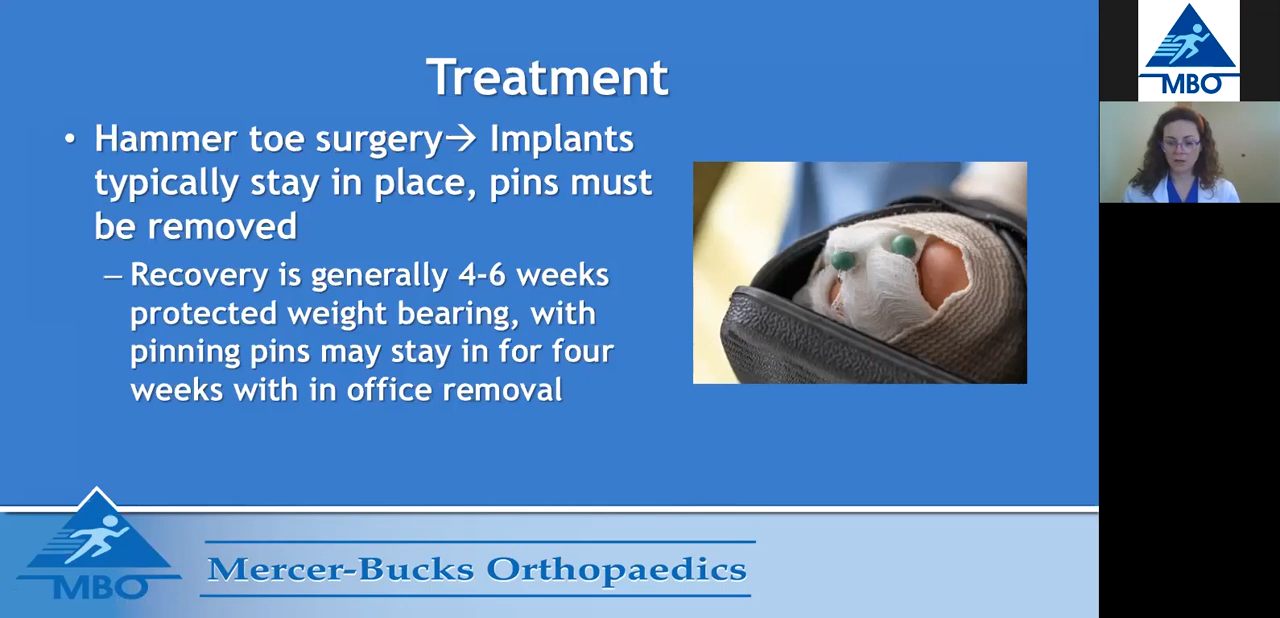 Treatment
• Hammer toe surgery→ Implants
typically stay in place, pins must
be removed
– Recovery is generally 4-6 weeks
protected weight bearing, with
pinning pins may stay in for four
weeks with in office removal
MBO
Mercer-Bucks Orthopaedics
MBO